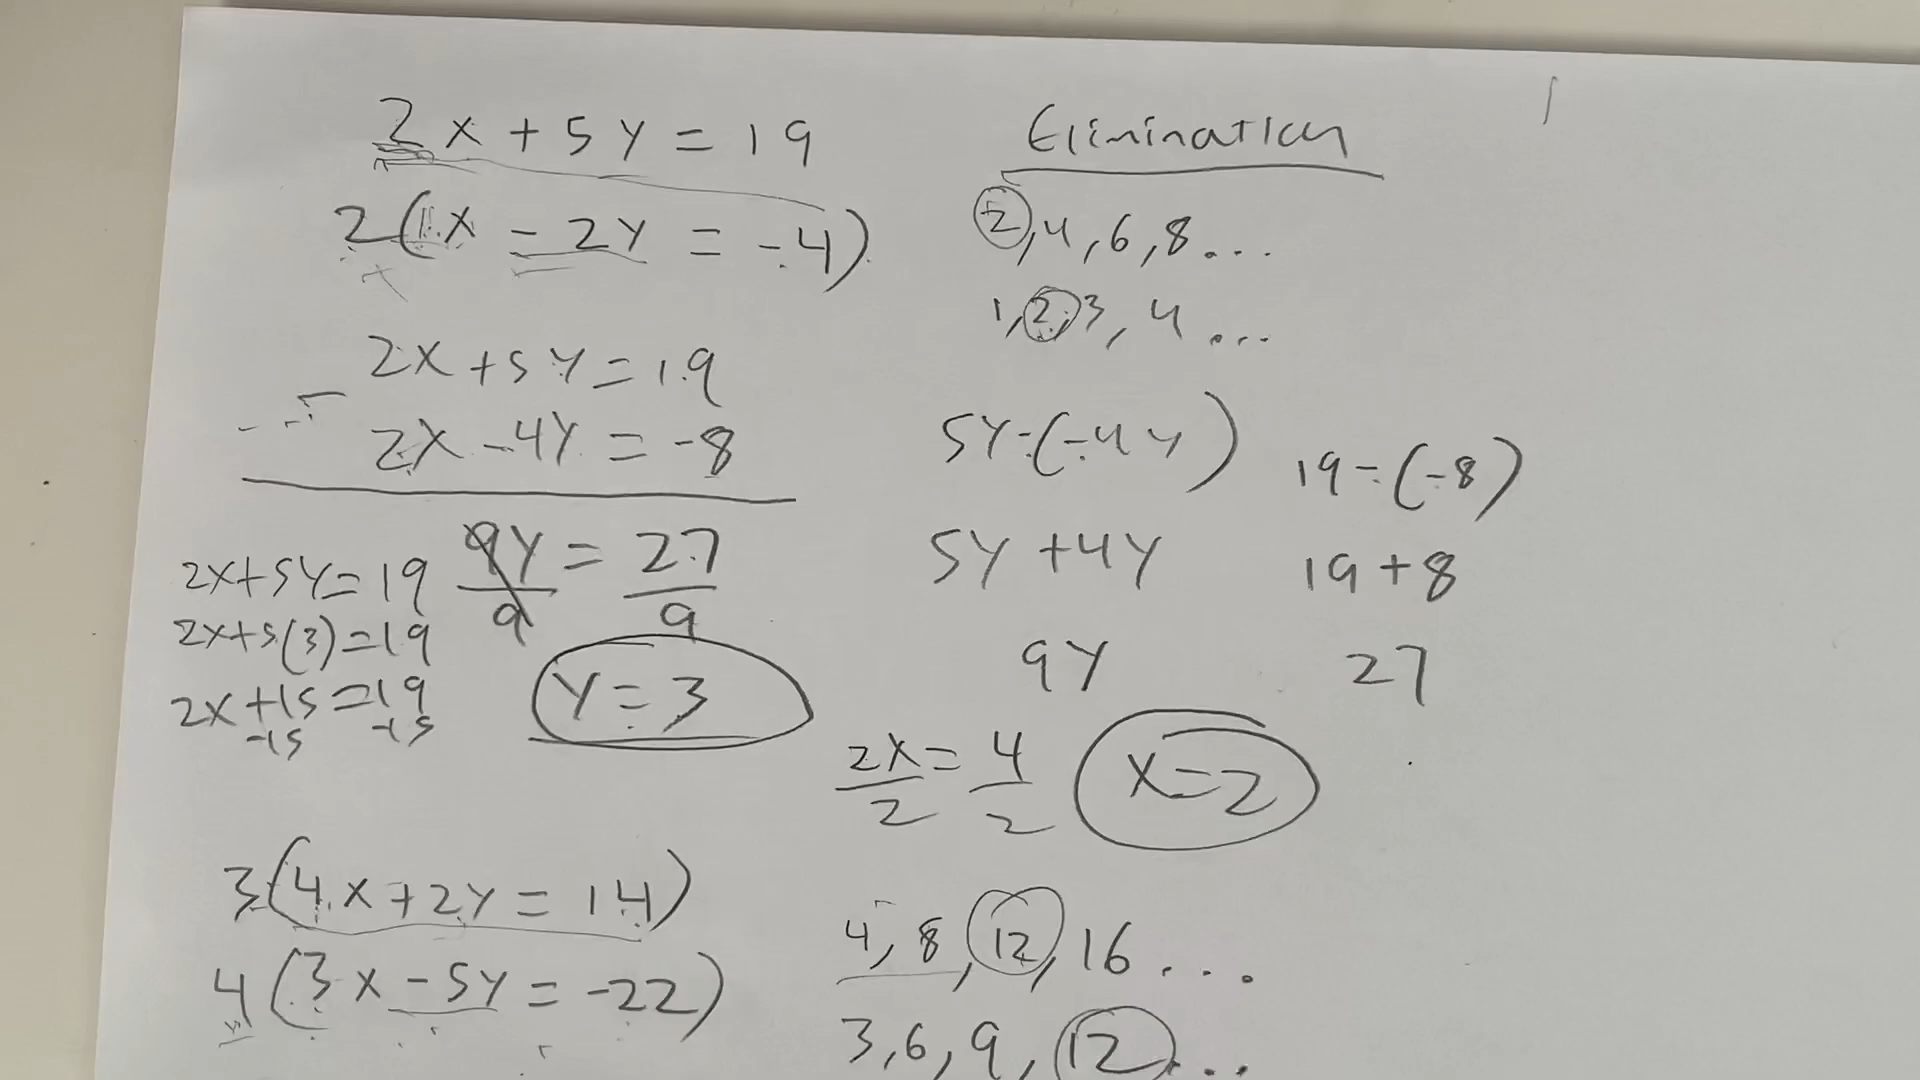 2x + 5y = 19
2(1x - 2y = -4)
Elimination
2, 4, 6, 8...
1, 2, 3, 4...
2x + 5y = 19
- 2x - 4y = -8
5y - (-4y)
19 - (-8)
5y + 4y
19 + 8
9y
27
9y = 27
9 9
y = 3
2x + 5y = 19
2x + 5(3) = 19
2x + 15 = 19
-15 -15
2x = 4
2 2
x = 2
3(4x + 2y = 14)
4(3x - 5y = -22)
4, 8, 12, 16...
3, 6, 9, 12...